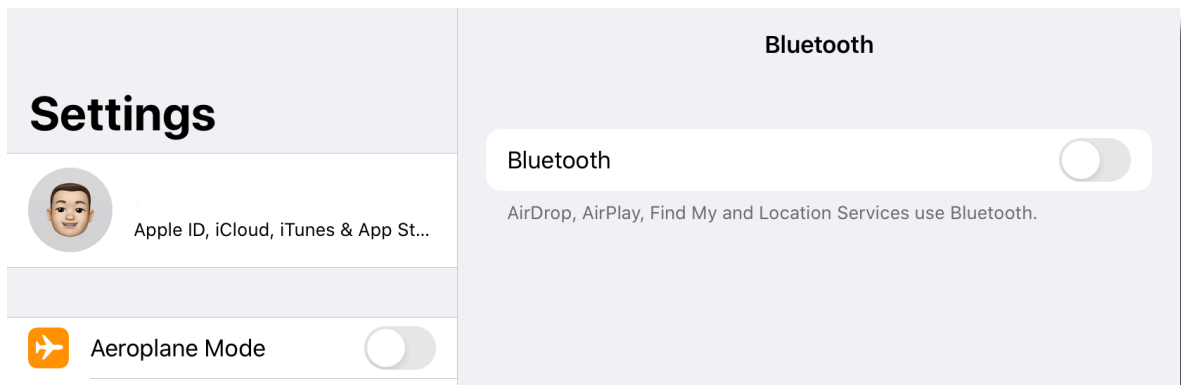 Settings
Apple ID, iCloud, iTunes & App St...
Aeroplane Mode
Bluetooth
Bluetooth
AirDrop, AirPlay, Find My and Location Services use Bluetooth.